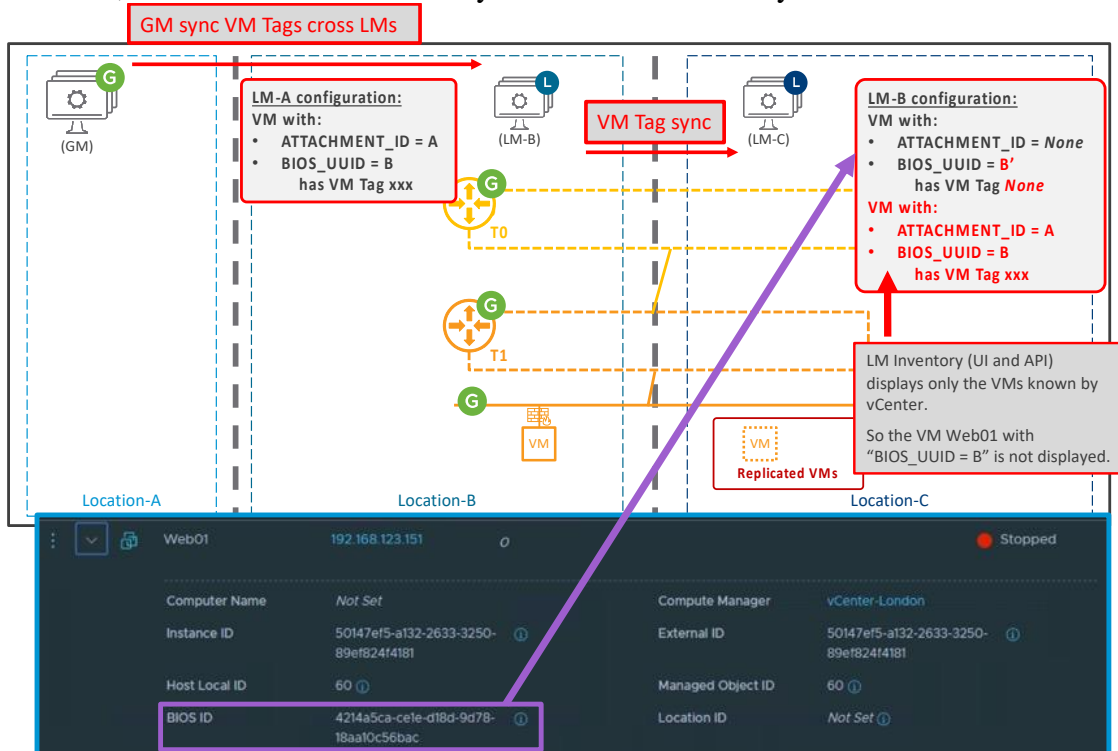 GM sync VM Tags cross LMs
G
(GM)
LM-A configuration:
VM with:
• ATTACHMENT_ID = A
• BIOS_UUID = B
has VM Tag xxx
L
(LM-B)
VM Tag sync
L
(LM-C)
LM-B configuration:
VM with:
• ATTACHMENT_ID = None
• BIOS_UUID = B’
has VM Tag None
VM with:
• ATTACHMENT_ID = A
• BIOS_UUID = B
has VM Tag xxx
G
T0
G
T1
G
VM
LM Inventory (UI and API)
displays only the VMs known by
vCenter.
So the VM Web01 with
“BIOS_UUID = B” is not displayed.
VM
Replicated VMs
Location-A
Location-B
Location-C
Web01 192.168.123.151 0 Stopped
Computer Name Not Set Compute Manager vCenter-London
Instance ID 50147ef5-a132-2633-3250-89ef824f4181 External ID 50147ef5-a132-2633-3250-89ef824f4181
Host Local ID 60 Managed Object ID 60
BIOS ID 4214a5ca-ce1e-d18d-9d78-18aa10c56bac Location ID Not Set